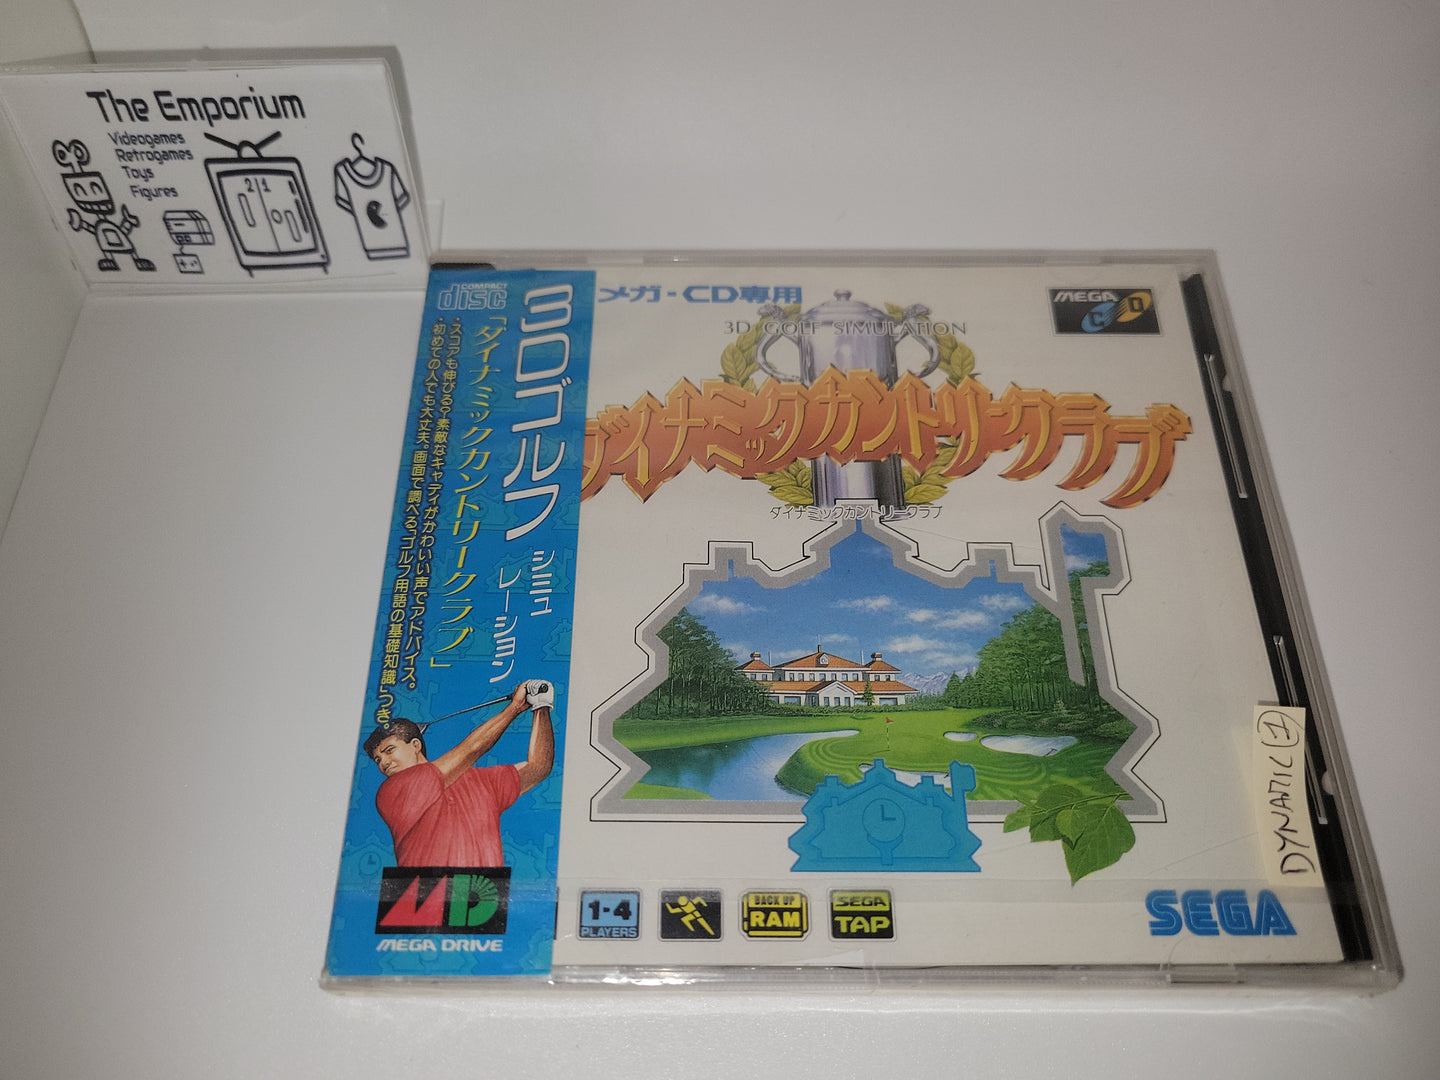 The Emporium
Videogames
Retrogames
Toys
Figures
21
COMPACT
disc
3Dゴルフ
シミュ
レーション
「ダイナミックカントリークラブ」
・スコアも伸びる?素敵なキャディがかわいい声でアドバイス。
・初めての人でも大丈夫。画面で調べる「ゴルフ用語の基礎知識」つき。
MD
MEGA DRIVE
メガ・CD専用
MEGA
CD
3D GOLF SIMULATION
ダイナミックカントリークラブ
ダイナミックカントリークラブ
1-4
PLAYERS
BACK UP
RAM
SEGA
TAP
SEGA
DYNAMIC